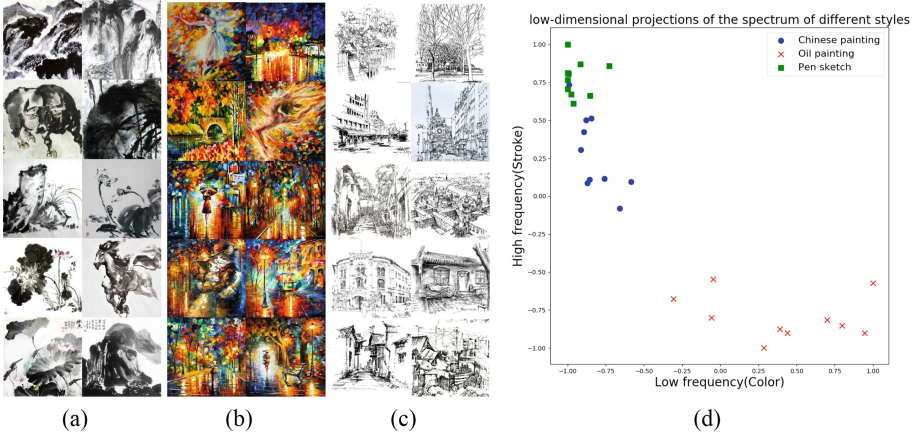 low-dimensional projections of the spectrum of different styles
Chinese painting
Oil painting
Pen sketch
High frequency(Stroke)
1.00
0.75
0.50
0.25
0.00
−0.25
−0.50
−0.75
−1.00
−1.00
−0.75
−0.50
−0.25
0.00
0.25
0.50
0.75
1.00
Low frequency(Color)
(a)
(b)
(c)
(d)